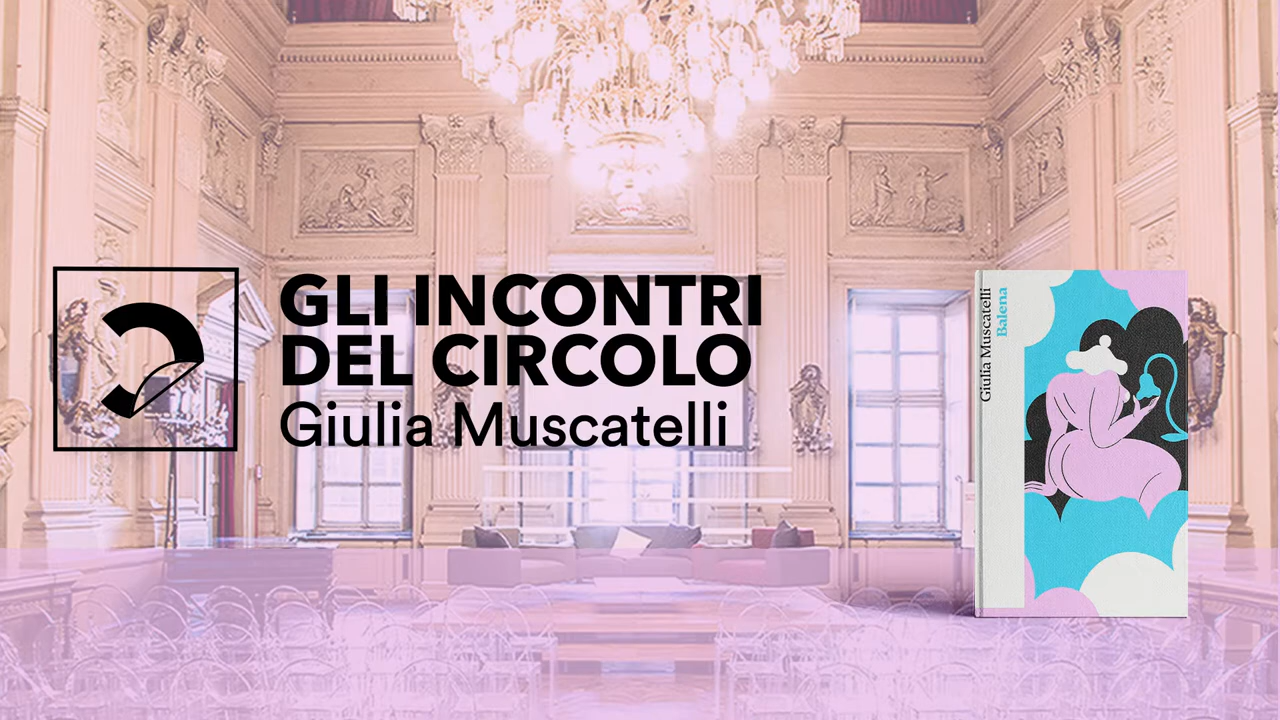 GLI INCONTRI
DEL CIRCOLO
Giulia Muscatelli
Giulia Muscatelli
Balena